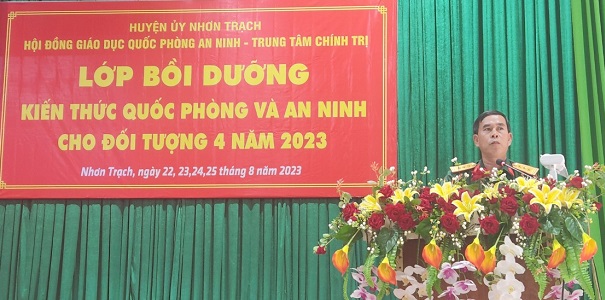 HUYỆN ỦY NHƠN TRẠCH
HỘI ĐỒNG GIÁO DỤC QUỐC PHÒNG AN NINH - TRUNG TÂM CHÍNH TRỊ
LỚP BỒI DƯỠNG
KIẾN THỨC QUỐC PHÒNG VÀ AN NINH
CHO ĐỐI TƯỢNG 4 NĂM 2023
Nhơn Trạch, ngày 22, 23,24,25 tháng 8 năm 2023